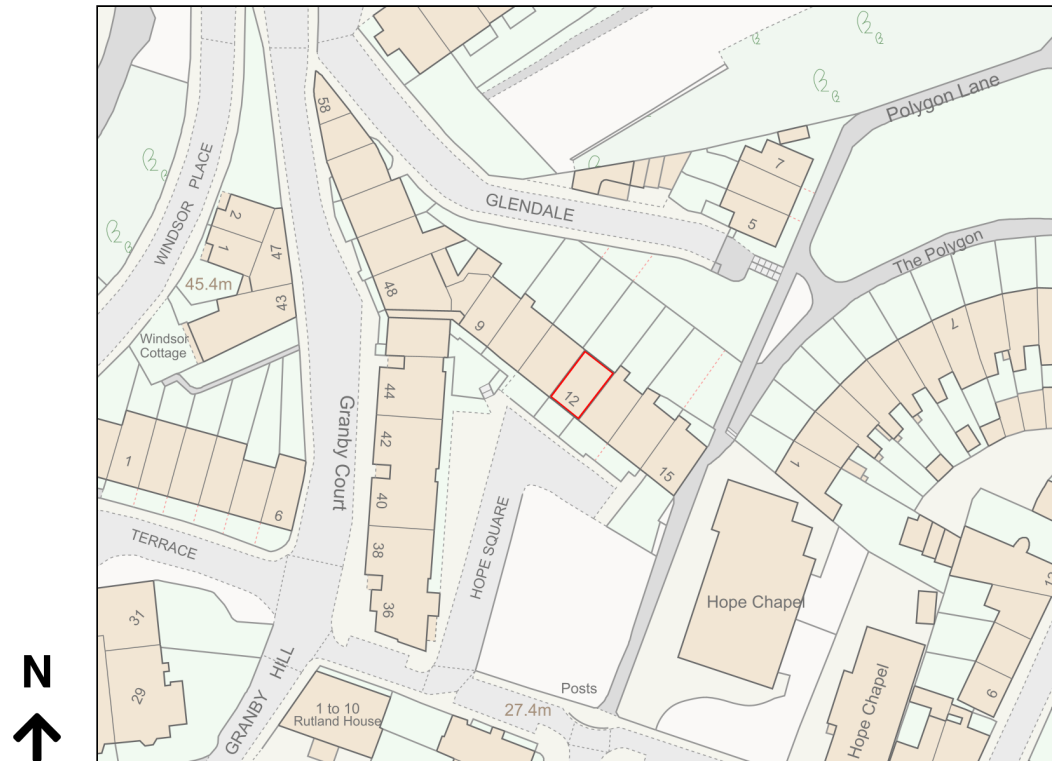 58
Polygon Lane
WINDSOR PLACE
7
GLENDALE
5
2
1
47
The Polygon
45.4m
48
43
9
7
Windsor
Cottage
44
12
Granby Court
42
1
15
1
40
6
HOPE SQUARE
TERRACE
38
Hope Chapel
36
31
N
29
GRANBY HILL
Posts
6
1 to 10
Rutland House
27.4m
Hope Chapel